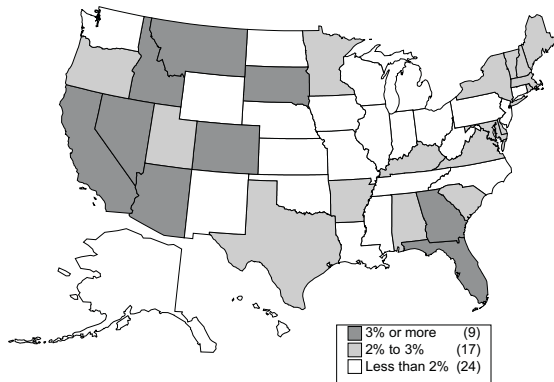 3% or more (9)
2% to 3% (17)
Less than 2% (24)